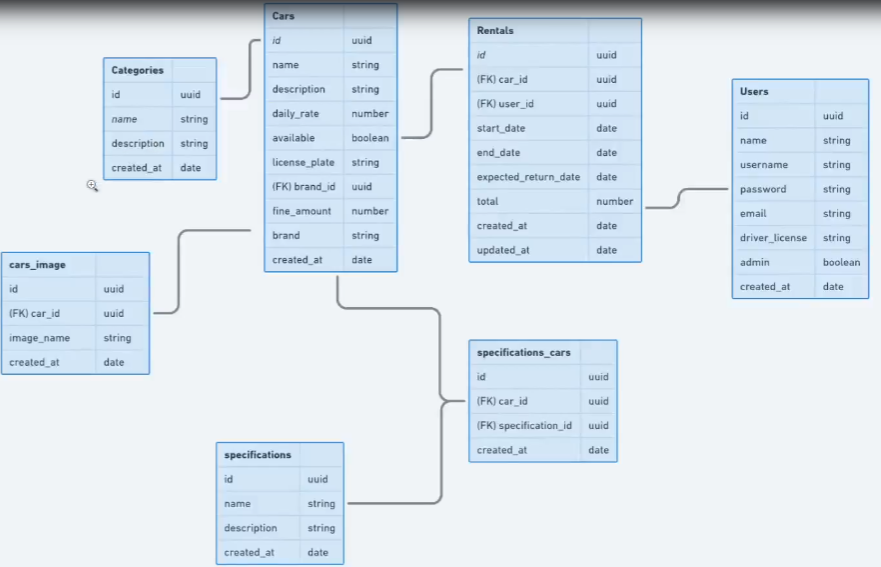 Cars
id uuid
name string
description string
daily_rate number
available boolean
license_plate string
(FK) brand_id uuid
fine_amount number
brand string
created_at date
Rentals
id uuid
(FK) car_id uuid
(FK) user_id uuid
start_date date
end_date date
expected_return_date date
total number
created_at date
updated_at date
Categories
id uuid
name string
description string
created_at date
Users
id uuid
name string
username string
password string
email string
driver_license string
admin boolean
created_at date
cars_image
id uuid
(FK) car_id uuid
image_name string
created_at date
specifications_cars
id uuid
(FK) car_id uuid
(FK) specification_id uuid
created_at date
specifications
id uuid
name string
description string
created_at date